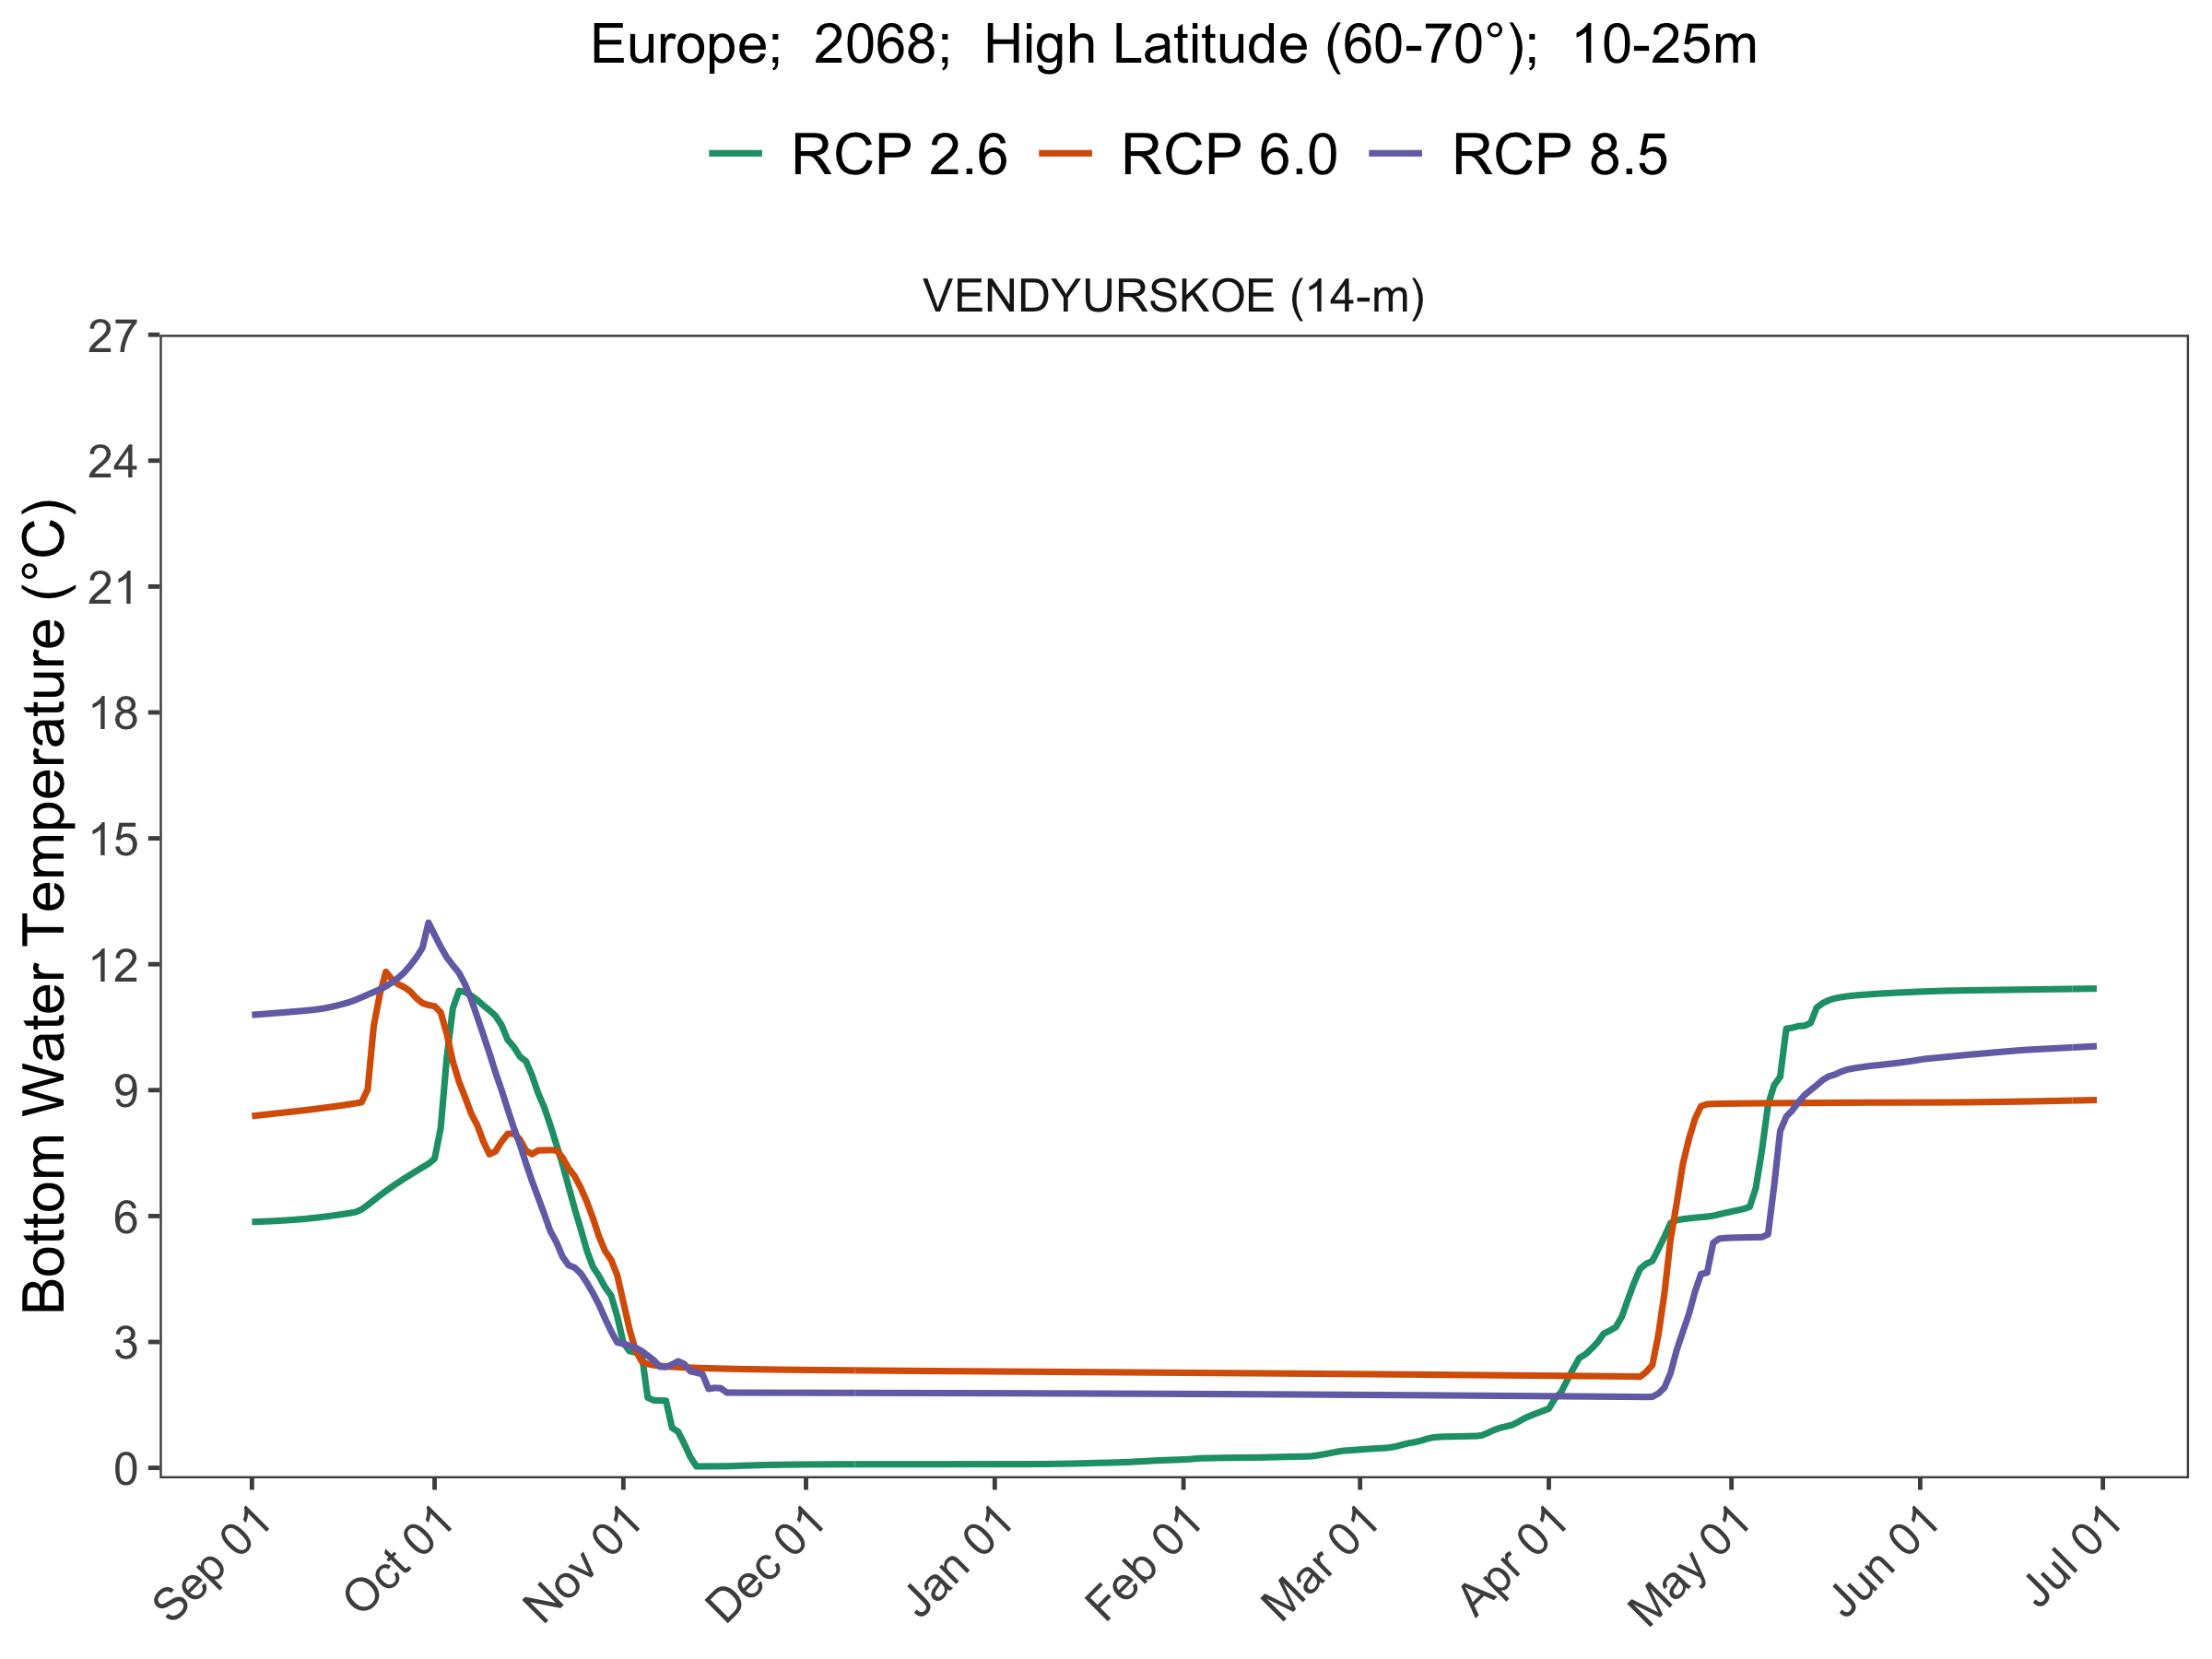 Europe;  2068;  High Latitude (60-70°);  10-25m
RCP 2.6 RCP 6.0 RCP 8.5
VENDYURSKOE (14-m)
Bottom Water Temperature (°C)
27
24
21
18
15
12
9
6
3
0
Sep 01 Oct 01 Nov 01 Dec 01 Jan 01 Feb 01 Mar 01 Apr 01 May 01 Jun 01 Jul 01